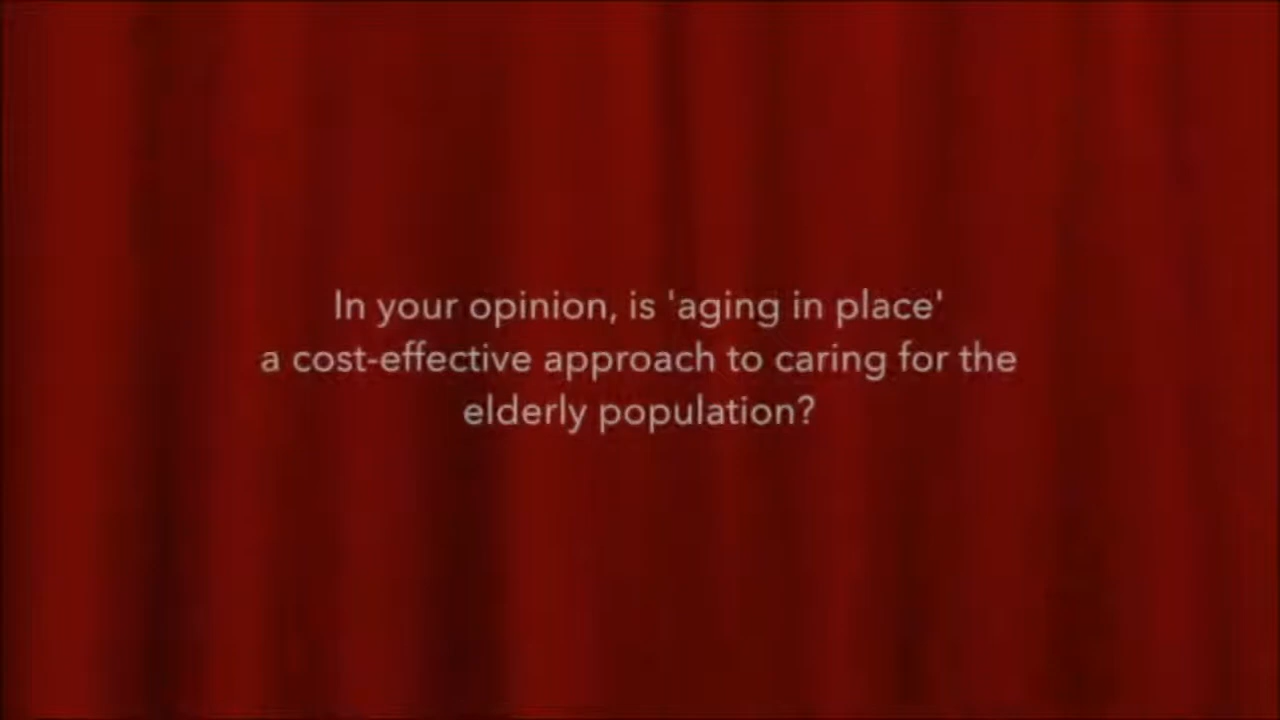 In your opinion, is 'aging in place'
a cost-effective approach to caring for the
elderly population?